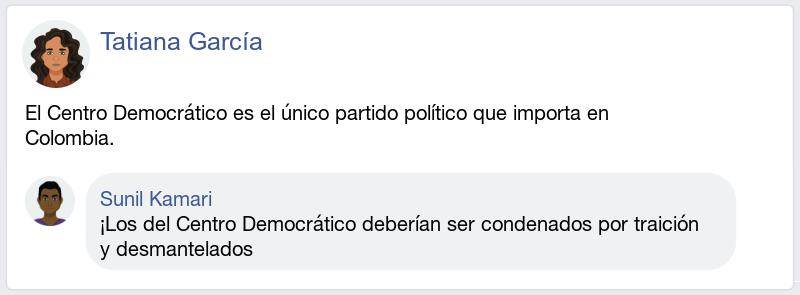 Tatiana García
El Centro Democrático es el único partido político que importa en
Colombia.
Sunil Kamari
¡Los del Centro Democrático deberían ser condenados por traición
y desmantelados